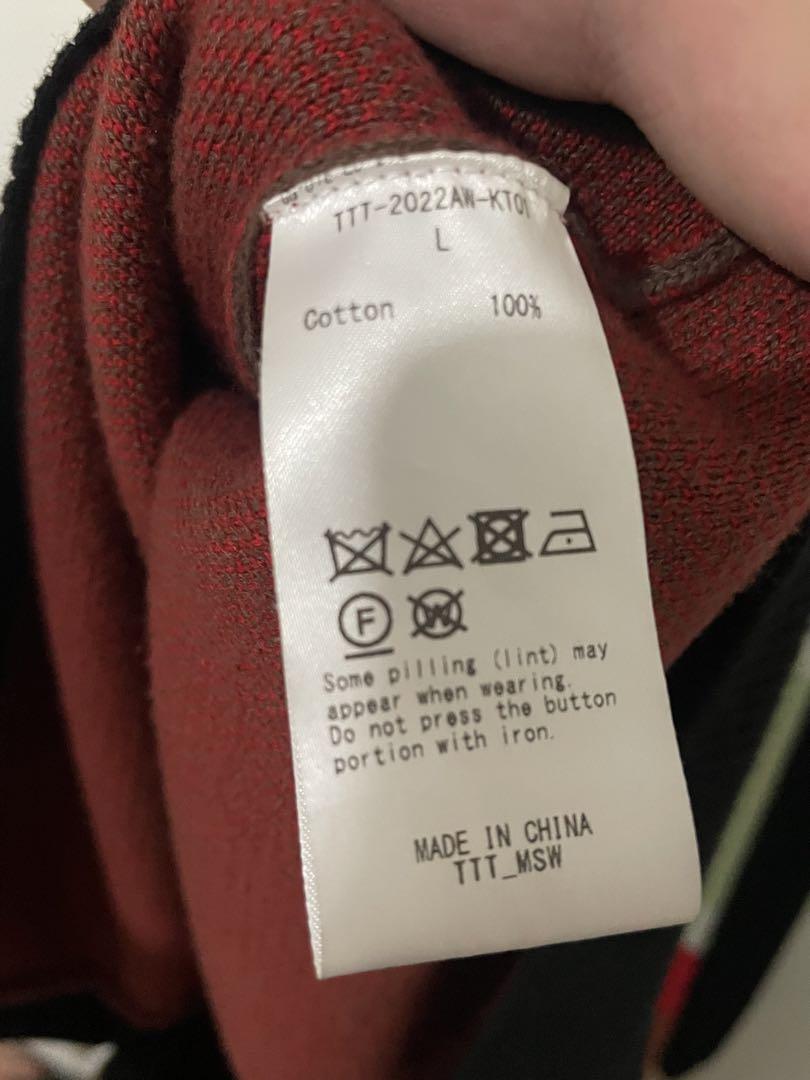 TTT-2022AW-KT01
L
Cotton 100%
F
W
Some pilling (lint) may
appear when wearing.
Do not press the button
portion with iron.
MADE IN CHINA
TTT_MSW